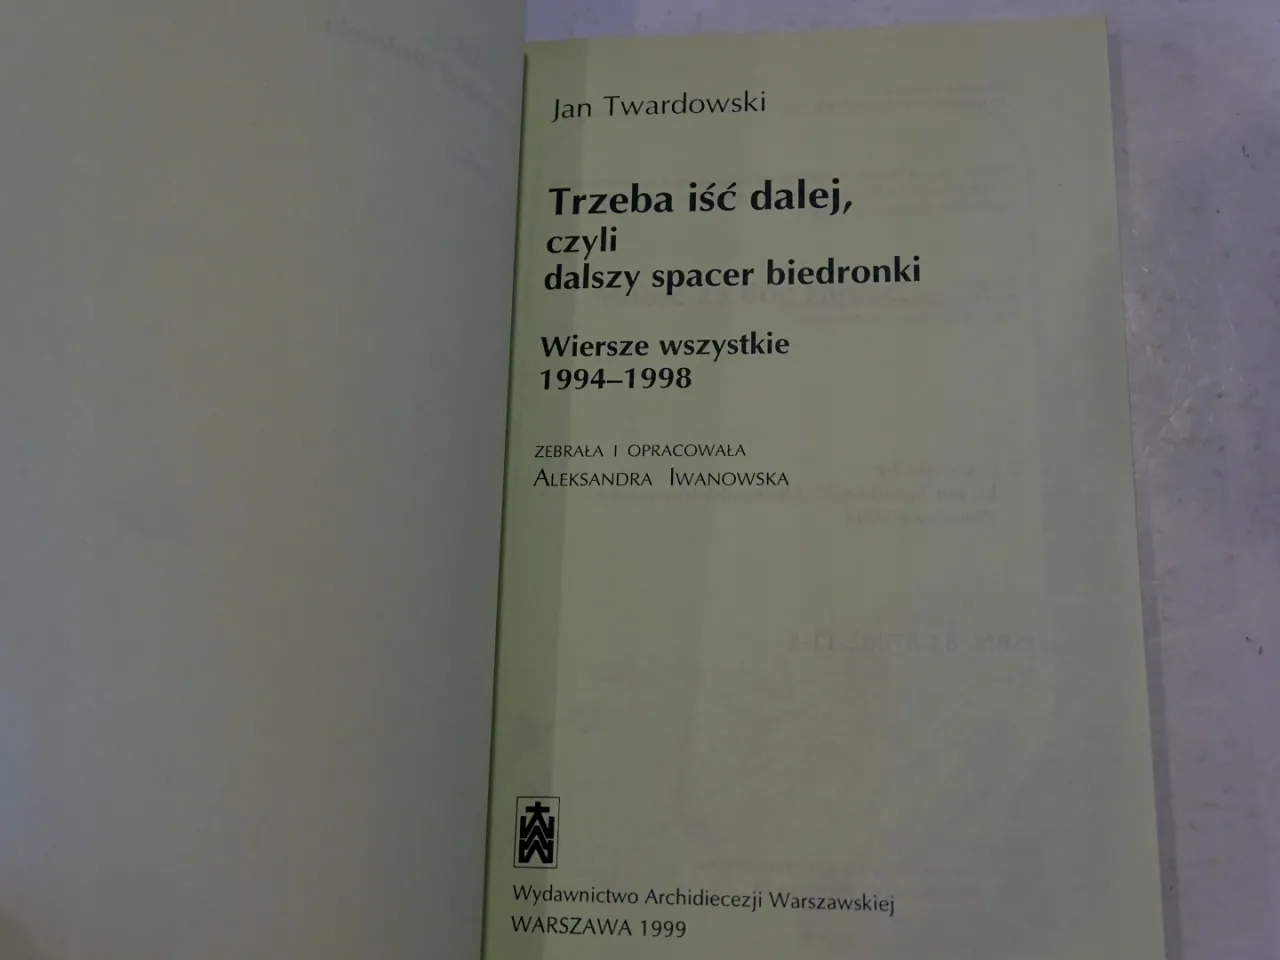 Jan Twardowski
Trzeba iść dalej,
czyli
dalszy spacer biedronki
Wiersze wszystkie
1994–1998
ZEBRAŁA I OPRACOWAŁA
ALEKSANDRA IWANOWSKA
Wydawnictwo Archidiecezji Warszawskiej
WARSZAWA 1999